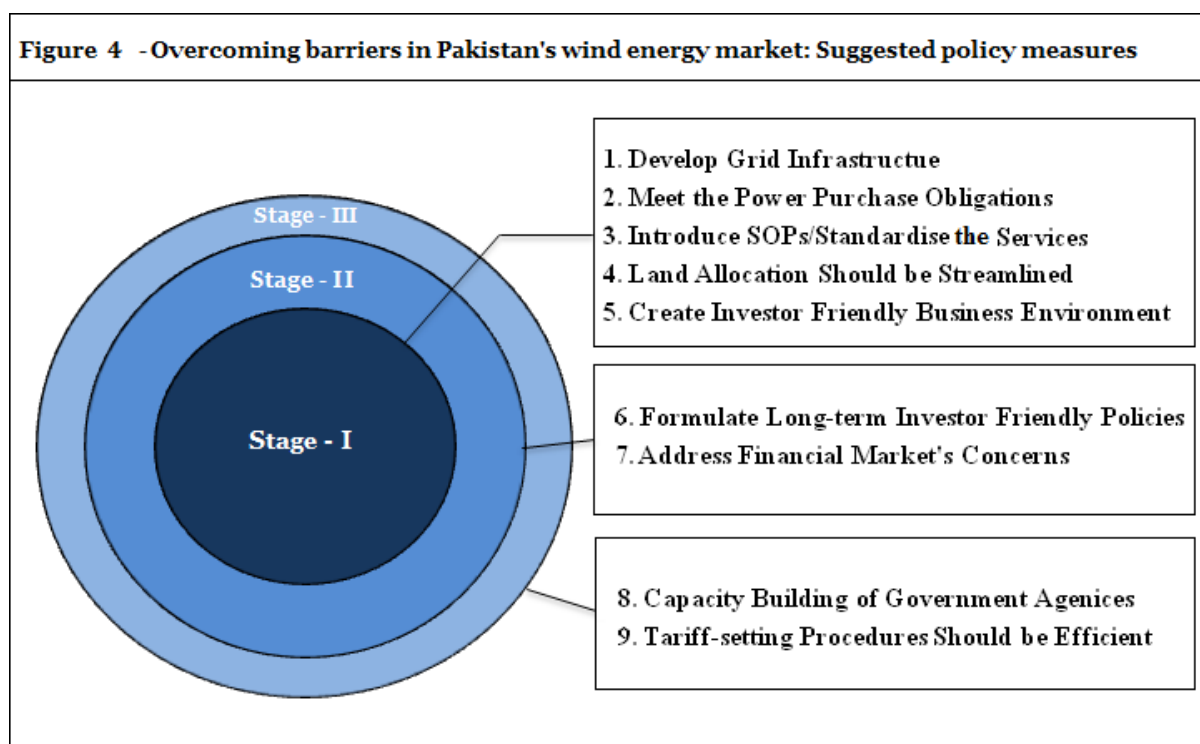 Figure 4 - Overcoming barriers in Pakistan's wind energy market: Suggested policy measures
Stage - III
Stage - II
Stage - I
1. Develop Grid Infrastructue
2. Meet the Power Purchase Obligations
3. Introduce SOPs/Standardise the Services
4. Land Allocation Should be Streamlined
5. Create Investor Friendly Business Environment
6. Formulate Long-term Investor Friendly Policies
7. Address Financial Market's Concerns
8. Capacity Building of Government Agenices
9. Tariff-setting Procedures Should be Efficient